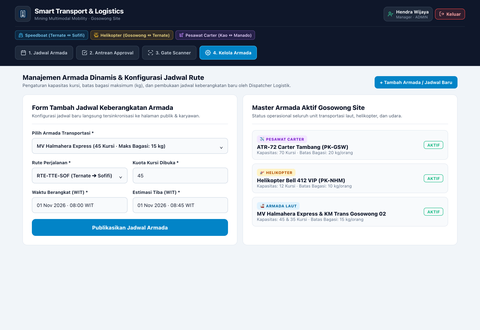 Smart Transport & Logistics
Mining Multimodal Mobility · Gosowong Site
Hendra Wijaya
Manager · ADMIN
Keluar
Speedboat (Ternate ↔ Sofifi)
Helikopter (Gosowong ↔ Ternate)
Pesawat Carter (Kao ↔ Manado)
1. Jadwal Armada
2. Antrean Approval
3. Gate Scanner
4. Kelola Armada
Manajemen Armada Dinamis & Konfigurasi Jadwal Rute
Pengaturan kapasitas kursi, batas bagasi maksimum (kg), dan pembukaan jadwal keberangkatan baru oleh Dispatcher Logistik.
+ Tambah Armada / Jadwal Baru
Form Tambah Jadwal Keberangkatan Armada
Konfigurasi jadwal baru langsung tersinkronisasi ke halaman publik & karyawan.
Pilih Armada Transportasi *
MV Halmahera Express (45 Kursi · Maks Bagasi: 15 kg)
Rute Perjalanan *
RTE-TTE-SOF (Ternate ➔ Sofifi)
Kuota Kursi Dibuka *
45
Waktu Berangkat (WIT) *
01 Nov 2026 · 08:00 WIT
Estimasi Tiba (WIT) *
01 Nov 2026 · 08:45 WIT
Publikasikan Jadwal Armada
Master Armada Aktif Gosowong Site
Status operasional seluruh unit transportasi laut, helikopter, dan udara.
PESAWAT CARTER
ATR-72 Carter Tambang (PK-GSW)
Kapasitas: 70 Kursi · Batas Bagasi: 20 kg/orang
AKTIF
HELIKOPTER
Helikopter Bell 412 VIP (PK-NHM)
Kapasitas: 12 Kursi · Batas Bagasi: 10 kg/orang
AKTIF
ARMADA LAUT
MV Halmahera Express & KM Trans Gosowong 02
Kapasitas: 45 & 35 Kursi · Batas Bagasi: 15 kg/orang
AKTIF